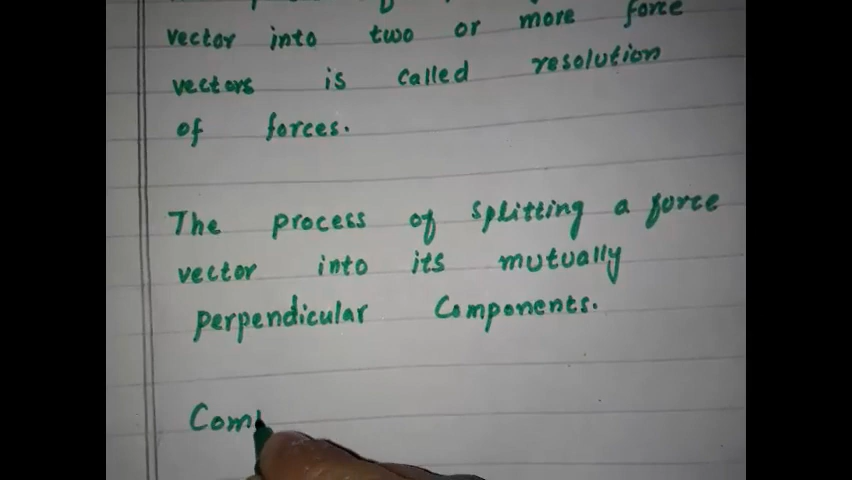 vector into two or more force
vectors is called resolution
of forces.
The process of splitting a force
vector into its mutually
perpendicular Components.
Com